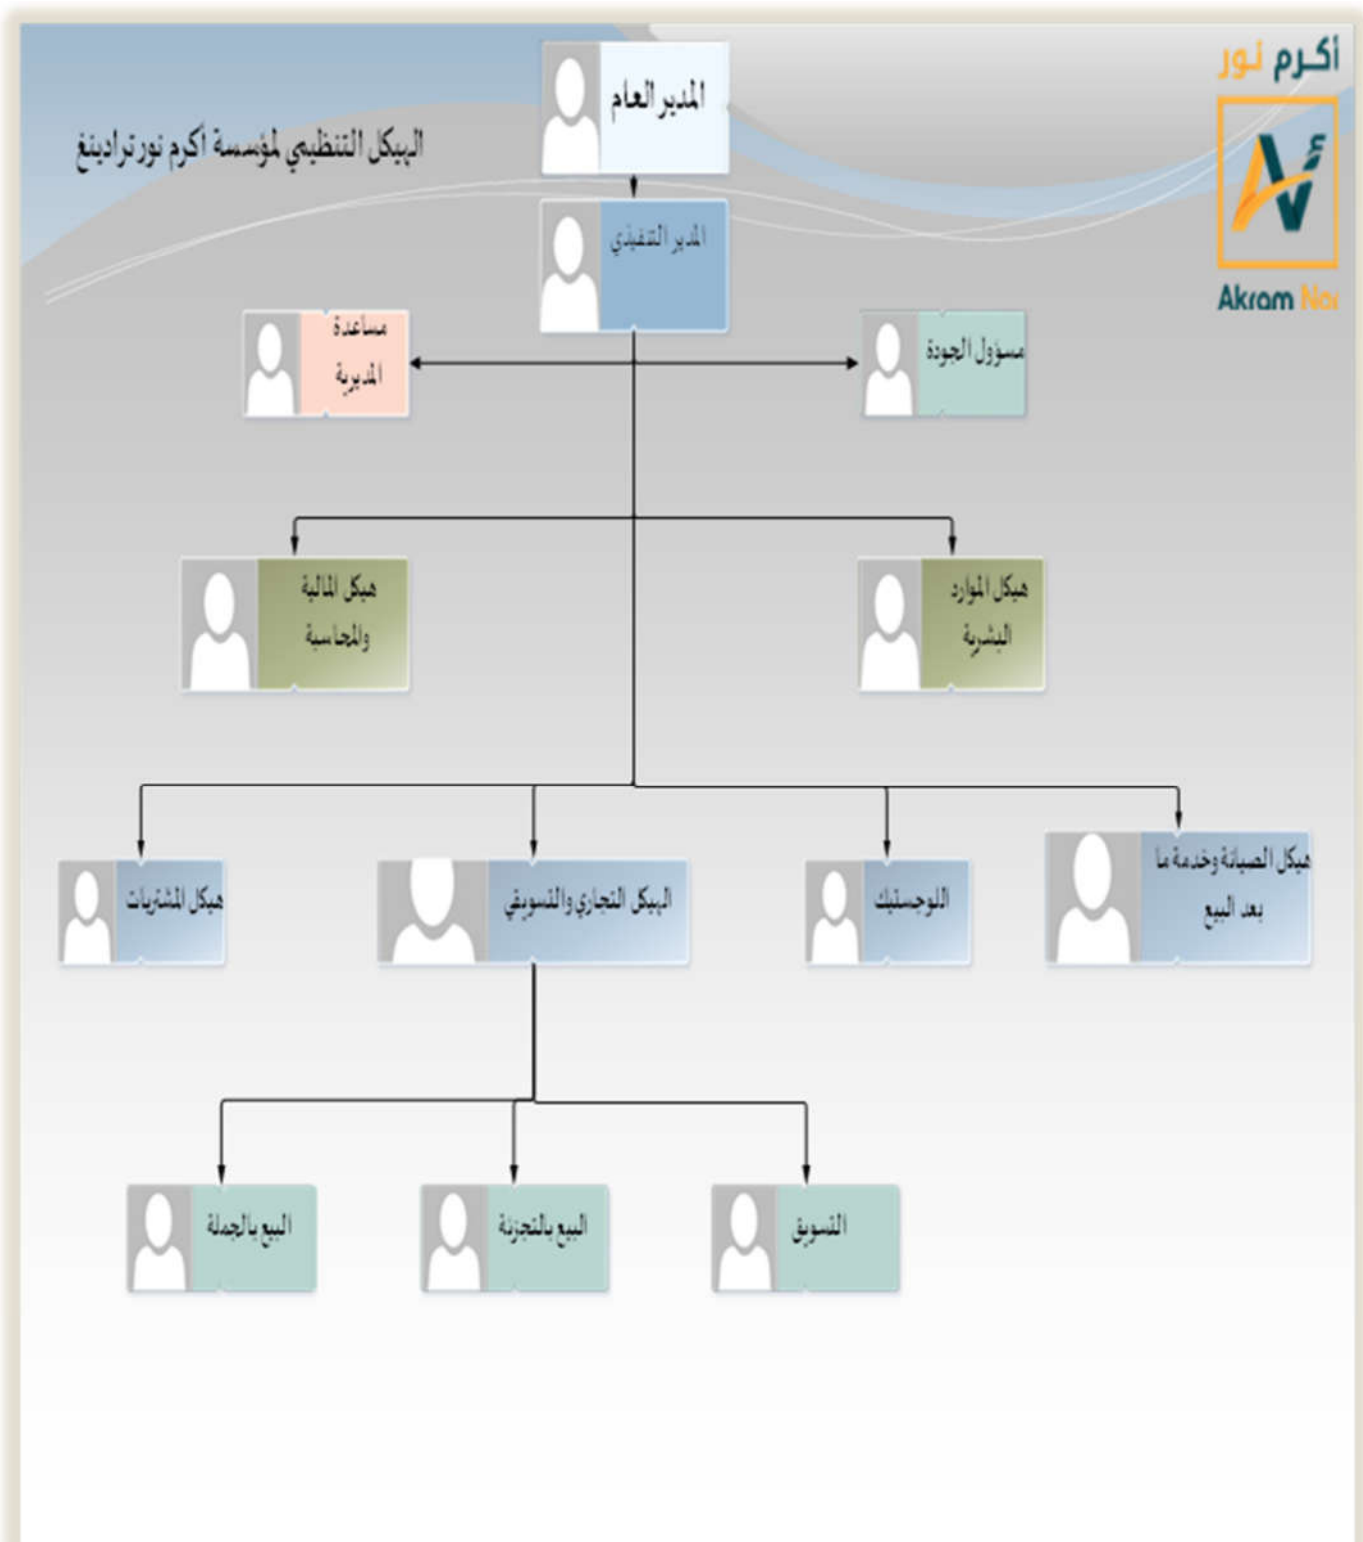 أكرم نور
المدير العام
الهيكل التنظيمي لمؤسسة أكرم نور ترادينغ
Akram Nor
المدير التنفيذي
مسؤول الجودة
مساعدة
المديرية
هيكل الموارد
البشرية
هيكل المالية
والمحاسبة
هيكل الصيانة وخدمة ما
بعد البيع
اللوجستيك
الهيكل التجاري والتسويقي
هيكل المشتريات
التسويق
البيع بالتجزئة
البيع بالجملة